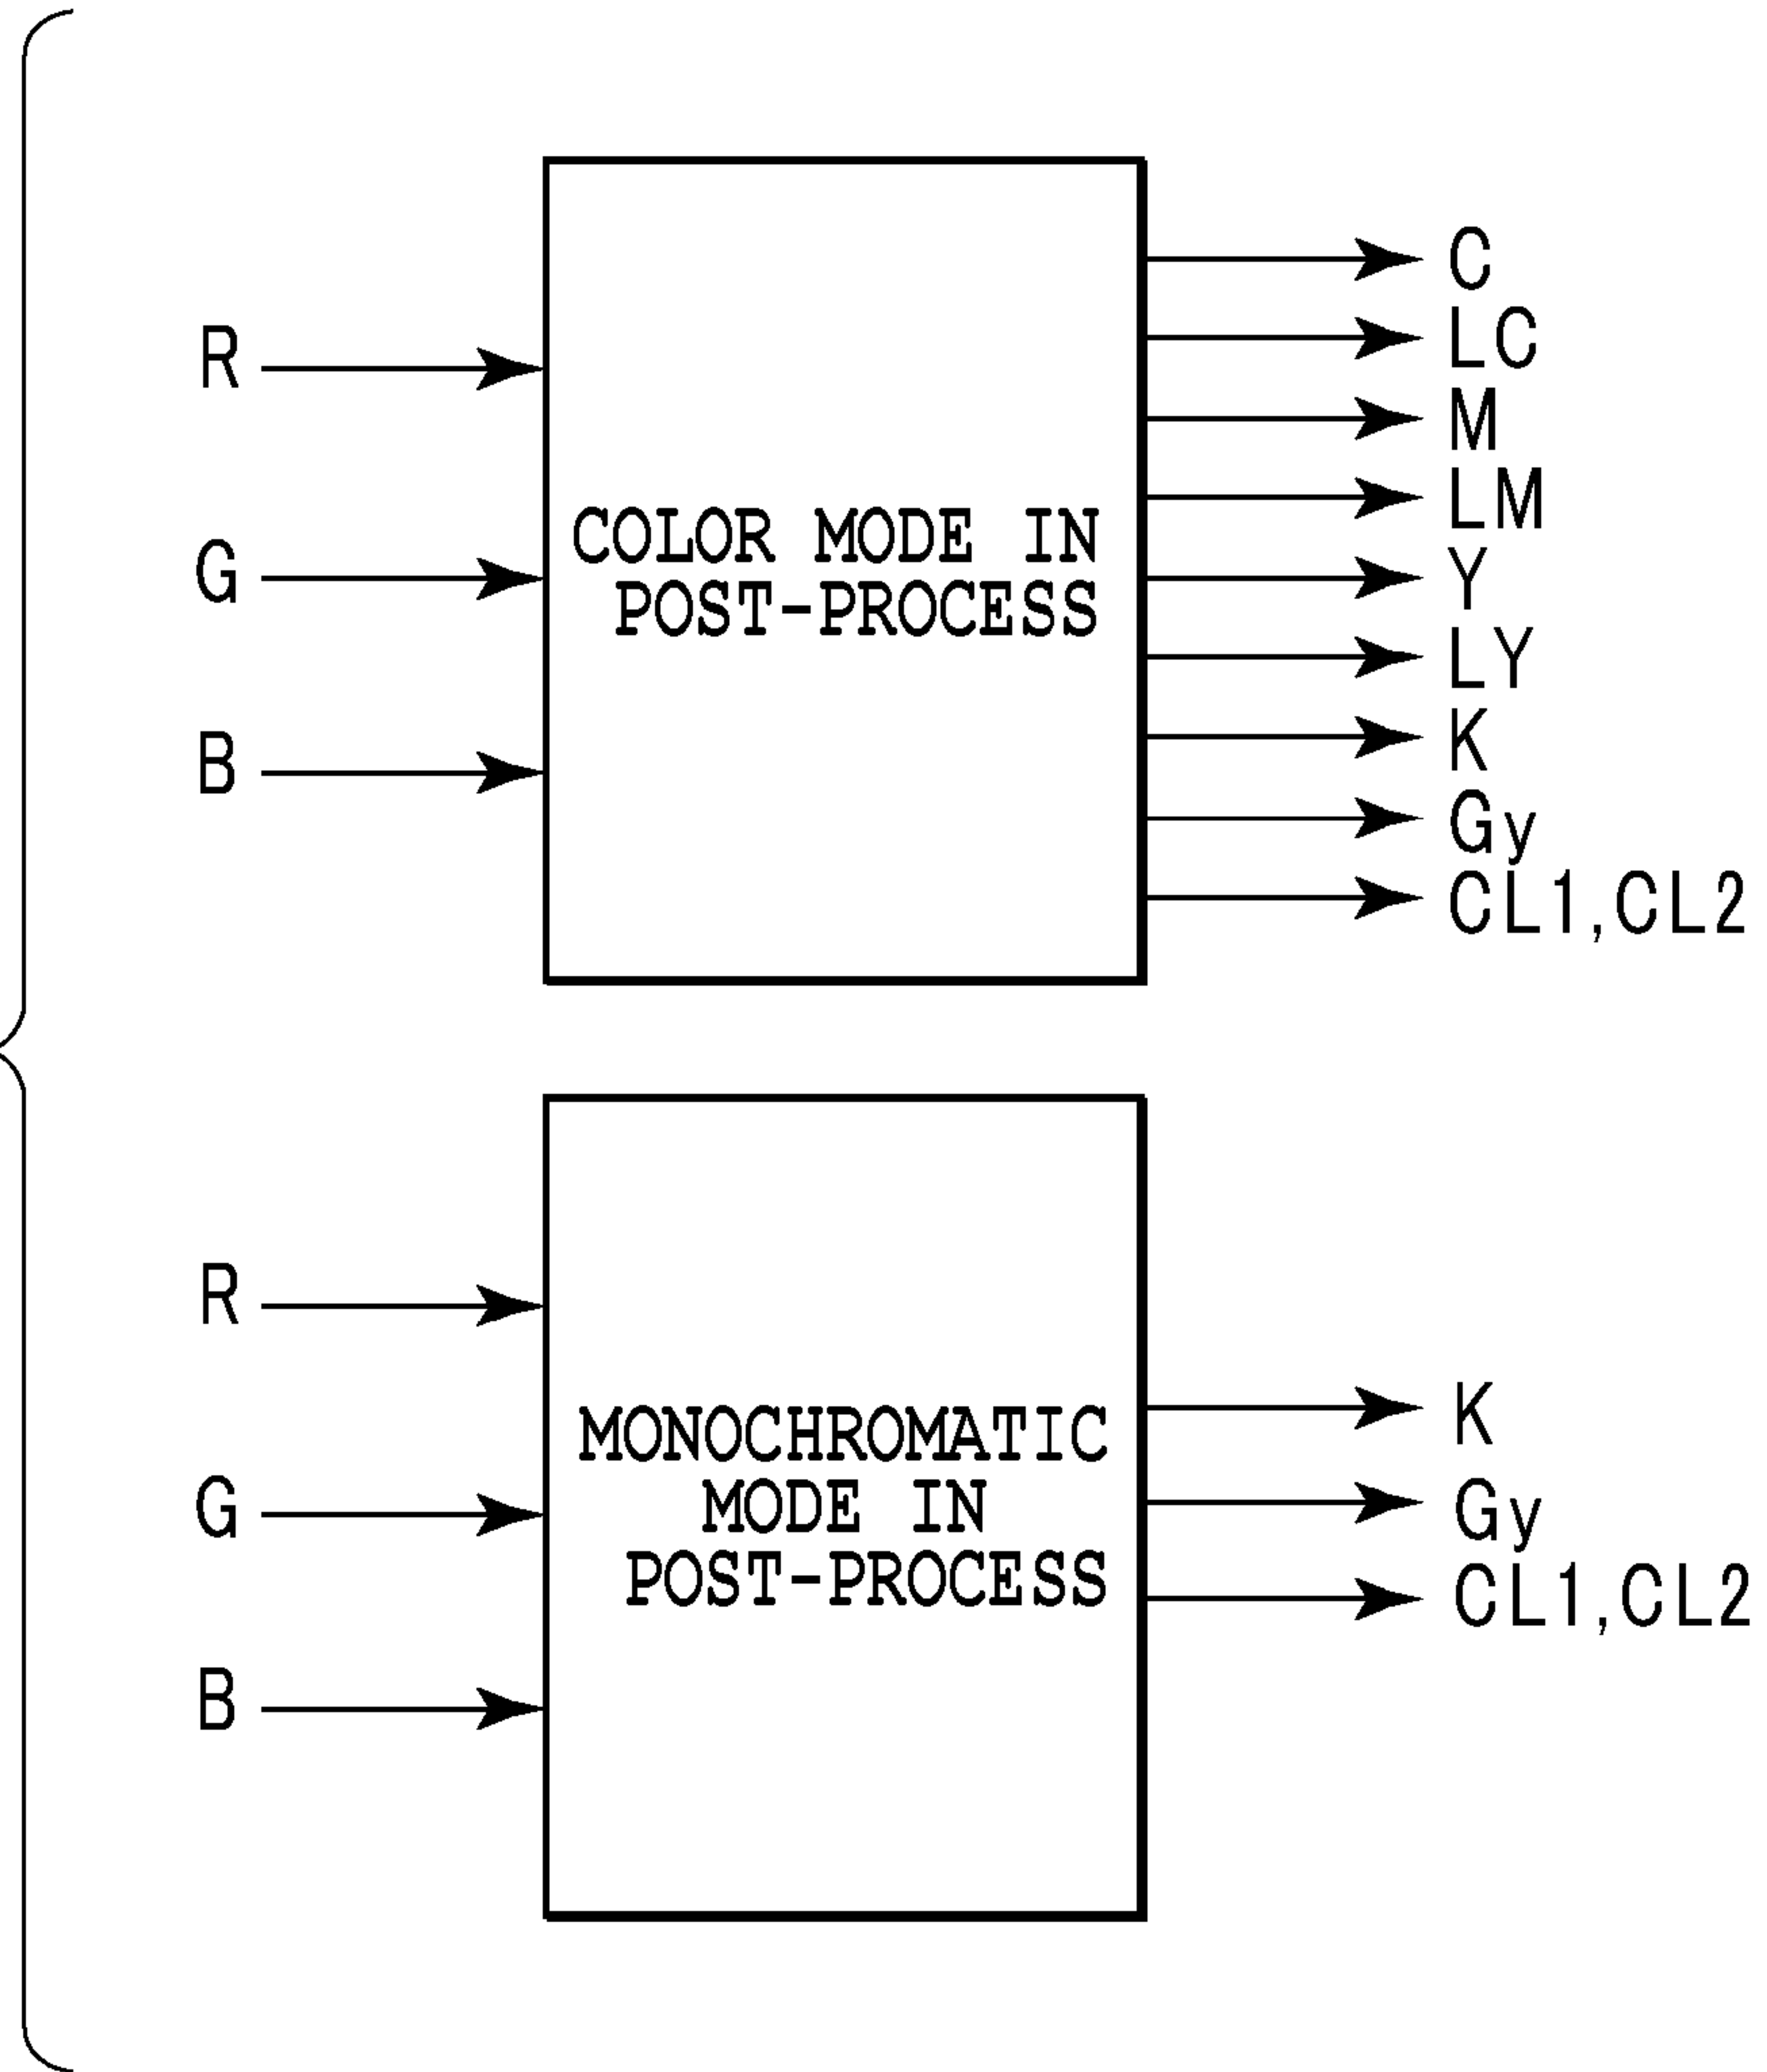 R
G
B
COLOR MODE IN
POST-PROCESS
C
LC
M
LM
Y
LY
K
Gy
CL1,CL2
R
G
B
MONOCHROMATIC
MODE IN
POST-PROCESS
K
Gy
CL1,CL2